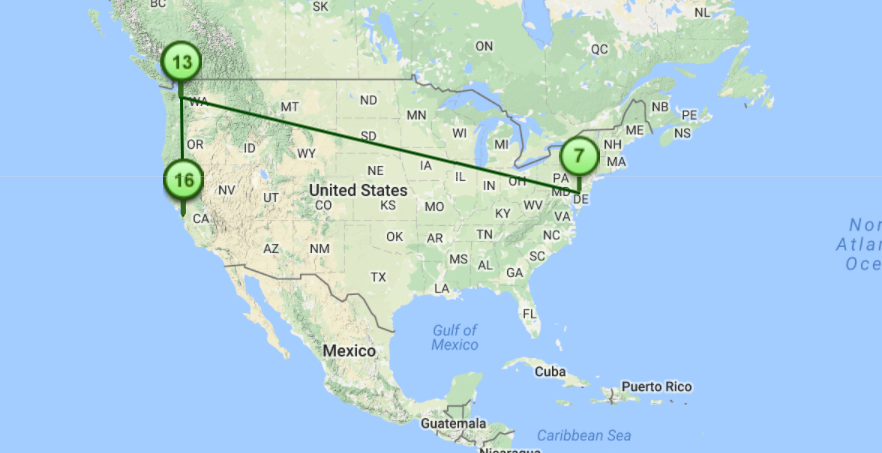 BC
SK
NL
ON
QC
13
WA
MT
ND
MN
NB
PE
NS
ME
OR
ID
WY
SD
WI
MI
NH
MA
7
16
NV
UT
NE
IA
IL
IN
OH
PA
MD
DE
United States
CO
KS
MO
KY
WV
VA
CA
AZ
NM
OK
AR
TN
NC
MS
AL
GA
SC
TX
LA
FL
Nor
Atlar
Oce
Gulf of
Mexico
Mexico
Cuba
Puerto Rico
Guatemala
Caribbean Sea
Nicaragua